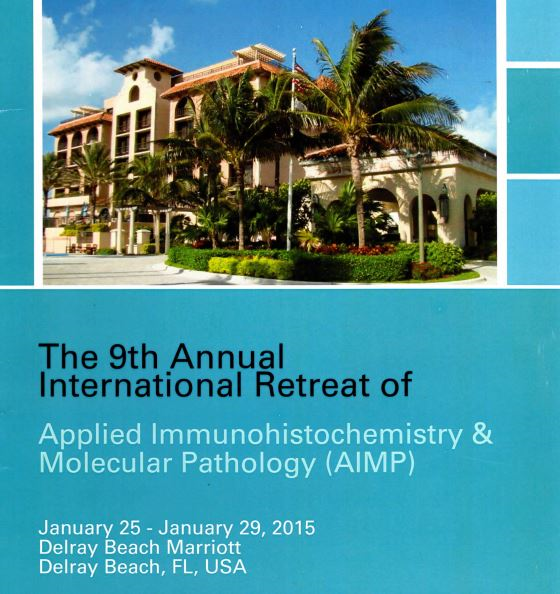 The 9th Annual
International Retreat of
Applied Immunohistochemistry &
Molecular Pathology (AIMP)
January 25 - January 29, 2015
Delray Beach Marriott
Delray Beach, FL, USA